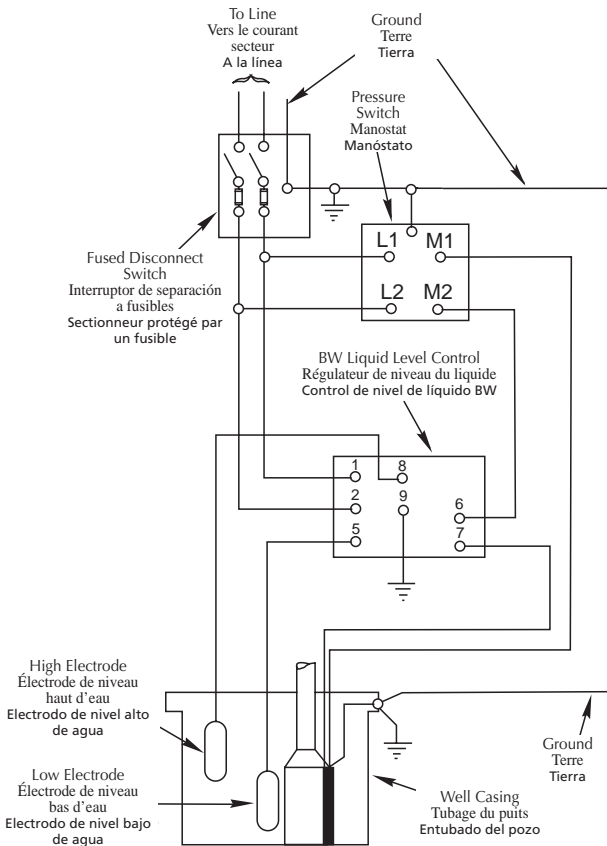 To Line
Vers le courant
secteur
A la línea
Ground
Terre
Tierra
Pressure
Switch
Manostat
Manóstato
L1
M1
L2
M2
Fused Disconnect
Switch
Interruptor de separación
a fusibles
Sectionneur protégé par
un fusible
BW Liquid Level Control
Régulateur de niveau du liquide
Control de nivel de líquido BW
1
8
2
9
6
5
7
High Electrode
Électrode de niveau
haut d'eau
Electrodo de nivel alto
de agua
Low Electrode
Électrode de niveau
bas d'eau
Electrodo de nivel bajo
de agua
Ground
Terre
Tierra
Well Casing
Tubage du puits
Entubado del pozo